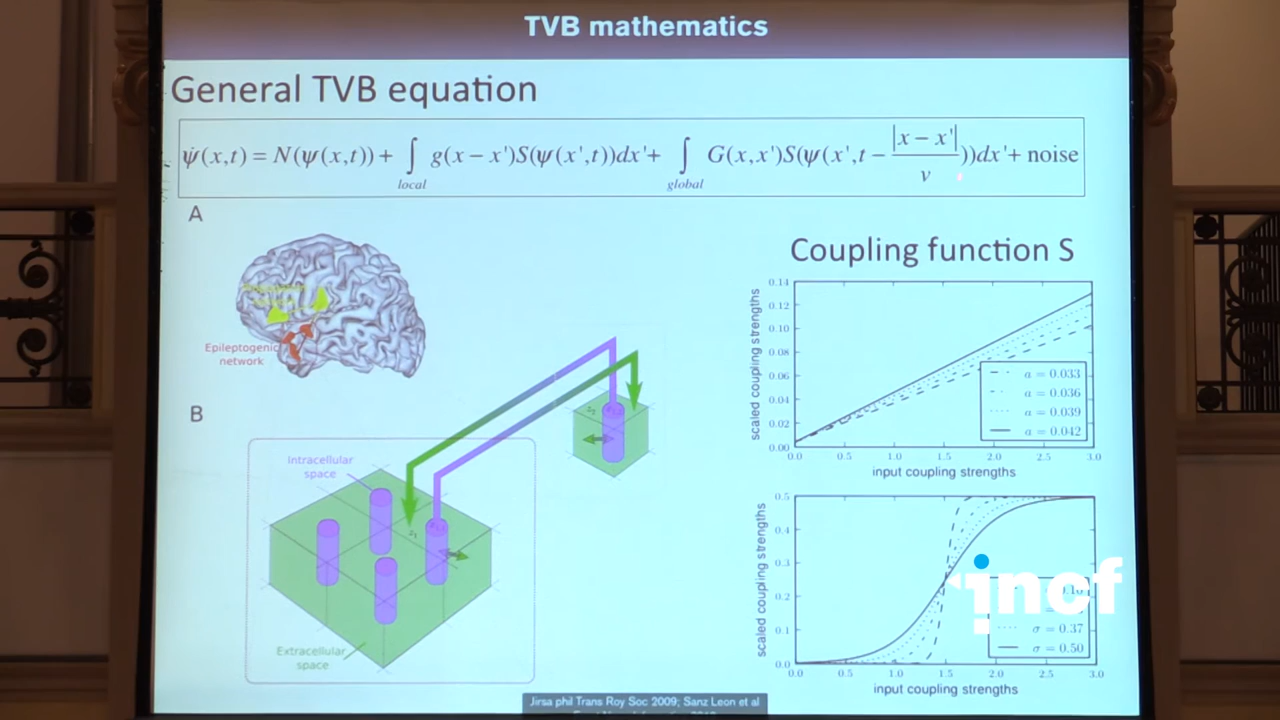 TVB mathematics
General TVB equation
ψ̇(x,t) = N(ψ(x,t)) + ∫local g(x − x')S(ψ(x',t))dx' + ∫global G(x,x')S(ψ(x',t − |x − x'|/v))dx' + noise
A
Coupling function S
Epileptogenic
network
scaled coupling strengths
0.14
0.12
0.10
0.08
0.06
0.04
0.02
0.00
a = 0.033
a = 0.036
a = 0.039
a = 0.042
0.0 0.5 1.0 1.5 2.0 2.5 3.0
input coupling strengths
B
Intracellular
space
Extracellular
space
scaled coupling strengths
0.5
0.4
0.3
0.2
0.1
0.0
σ = 0.37
σ = 0.50
0.0 0.5 1.0 1.5 2.0 2.5 3.0
input coupling strengths
incf
Jirsa phil Trans Roy Soc 2009; Sanz Leon et al